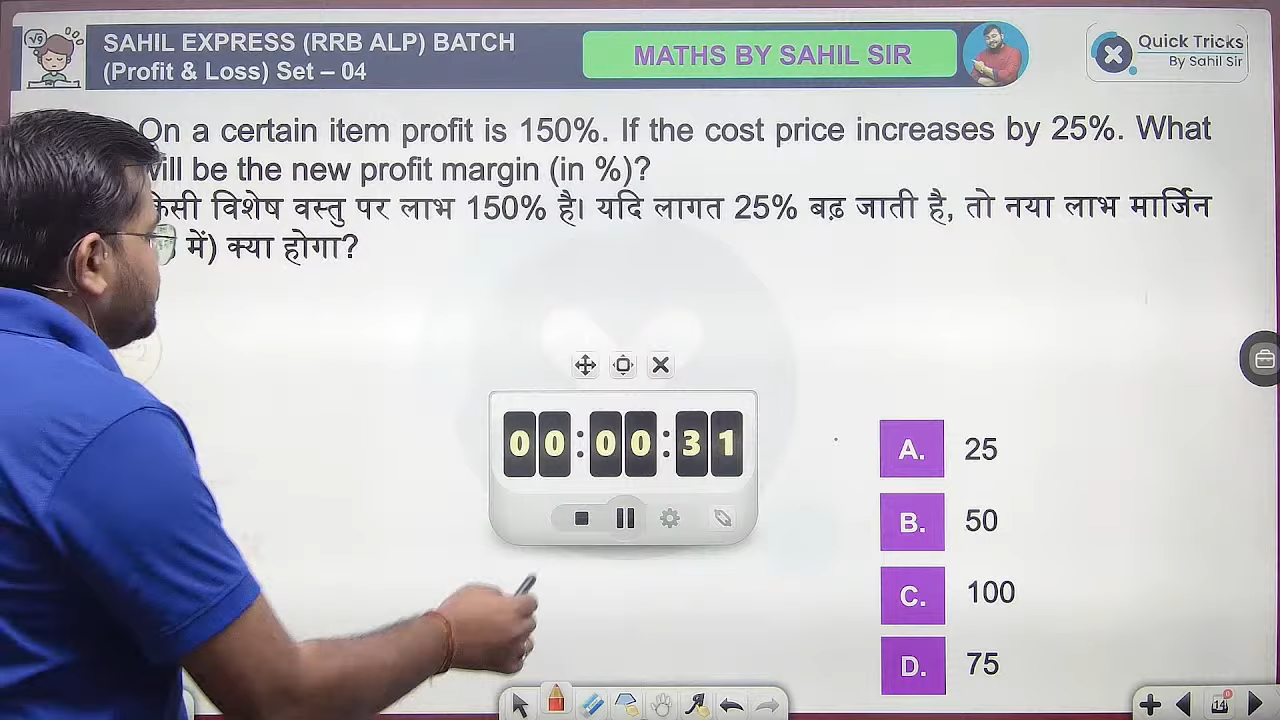 SAHIL EXPRESS (RRB ALP) BATCH
(Profit & Loss) Set – 04
MATHS BY SAHIL SIR
Quick Tricks
By Sahil Sir
On a certain item profit is 150%. If the cost price increases by 25%. What
will be the new profit margin (in %)?
किसी विशेष वस्तु पर लाभ 150% है। यदि लागत 25% बढ़ जाती है, तो नया लाभ मार्जिन
में) क्या होगा?
00:00:31
A. 25
B. 50
C. 100
D. 75
14